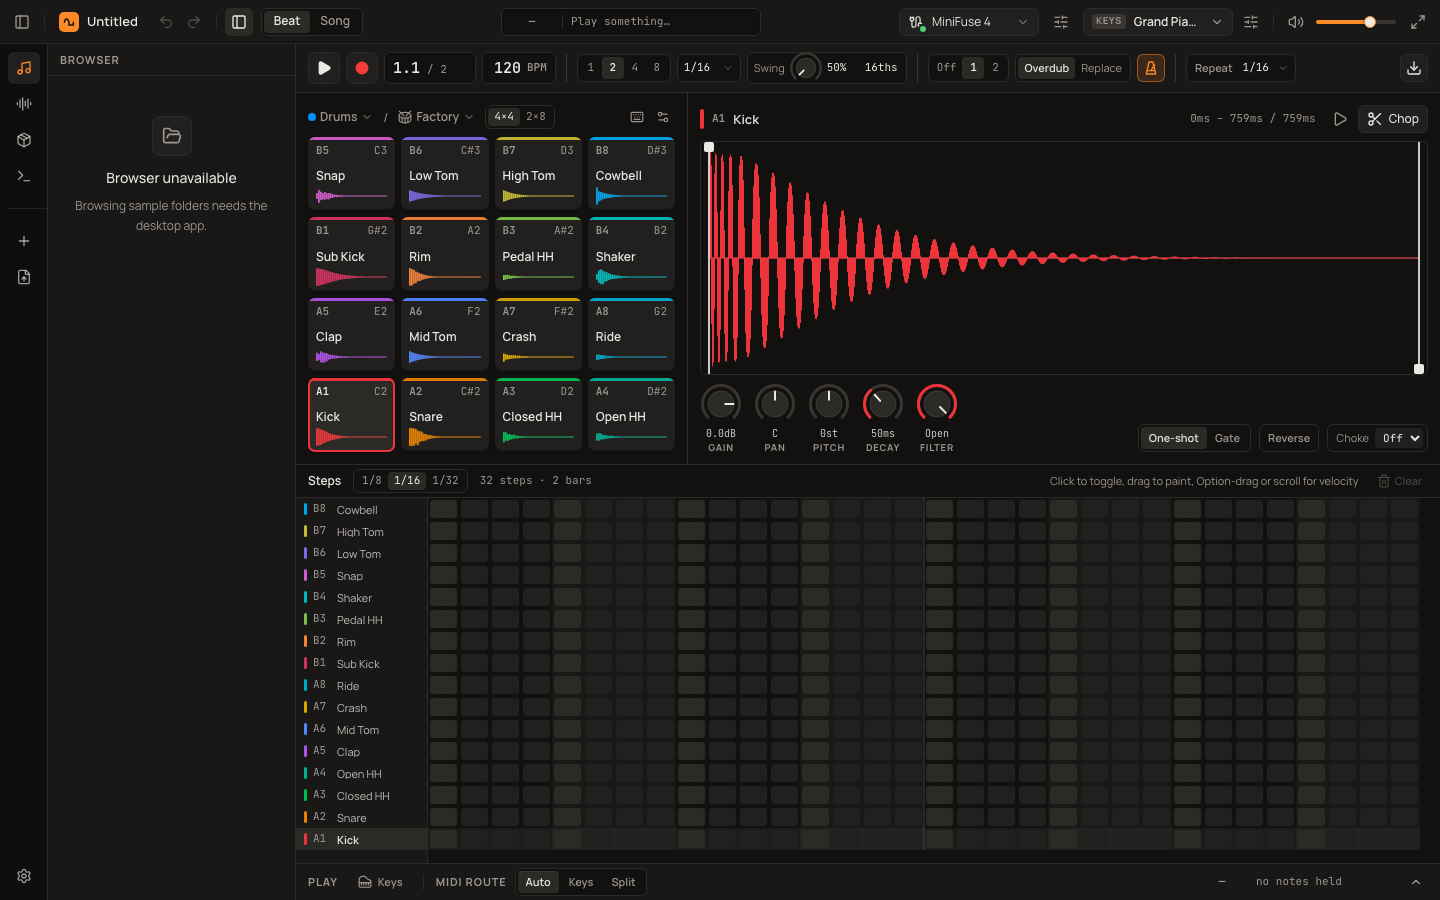 Untitled
Beat Song
–
Play something…
MiniFuse 4
KEYS Grand Pia…
BROWSER
Browser unavailable
Browsing sample folders needs the
desktop app.
1.1 / 2
120 BPM
1 2 4 8
1/16
Swing 50% 16ths
Off 1 2
Overdub Replace
Repeat 1/16
Drums / Factory
4×4 2×8
B5 C3
Snap
B6 C#3
Low Tom
B7 D3
High Tom
B8 D#3
Cowbell
B1 G#2
Sub Kick
B2 A2
Rim
B3 A#2
Pedal HH
B4 B2
Shaker
A5 E2
Clap
A6 F2
Mid Tom
A7 F#2
Crash
A8 G2
Ride
A1 C2
Kick
A2 C#2
Snare
A3 D2
Closed HH
A4 D#2
Open HH
A1 Kick
0ms – 759ms / 759ms
Chop
0.0dB
GAIN
C
PAN
0st
PITCH
50ms
DECAY
Open
FILTER
One-shot Gate
Reverse
Choke Off
Steps
1/8 1/16 1/32
32 steps · 2 bars
Click to toggle, drag to paint, Option-drag or scroll for velocity
Clear
B8 Cowbell
B7 High Tom
B6 Low Tom
B5 Snap
B4 Shaker
B3 Pedal HH
B2 Rim
B1 Sub Kick
A8 Ride
A7 Crash
A6 Mid Tom
A5 Clap
A4 Open HH
A3 Closed HH
A2 Snare
A1 Kick
PLAY
Keys
MIDI ROUTE
Auto Keys Split
–
no notes held